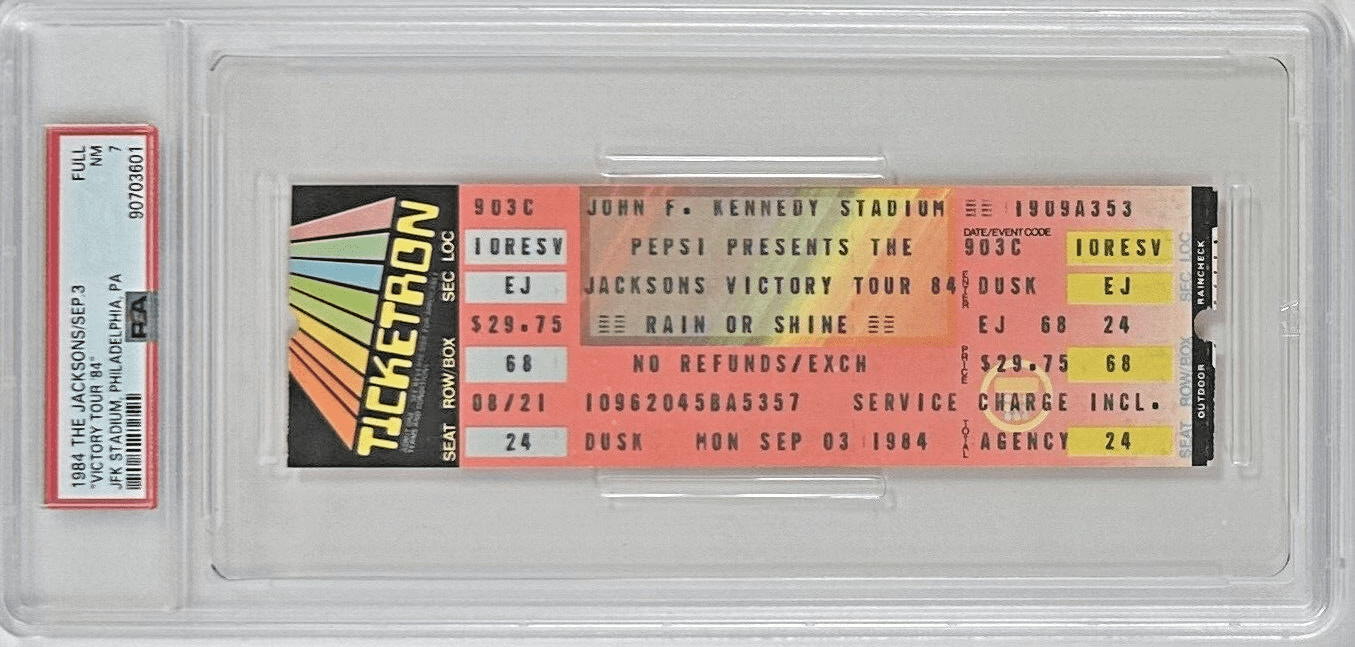 1984 THE JACKSONS/SEP.3 FULL
"VICTORY TOUR '84" NM
JFK STADIUM, PHILADELPHIA, PA 7
90703601
PSA
TICKETRON
SEAT ROW/BOX SEC LOC
903C
10RESV
EJ
$29.75
68
08/21
24
JOHN F. KENNEDY STADIUM
PEPSI PRESENTS THE
JACKSONS VICTORY TOUR 84
RAIN OR SHINE
NO REFUNDS/EXCH
10962045BA5357 SERVICE CHARGE INCL.
DUSK MON SEP 03 1984
1909A353
DATE/EVENT CODE
903C
ENTER
DUSK
EJ 68 24
PRICE
$29.75
TOTAL
AGENCY
10RESV
EJ
68
24
SEAT ROW/BOX SEC LOC
OUTDOOR RAINCHECK